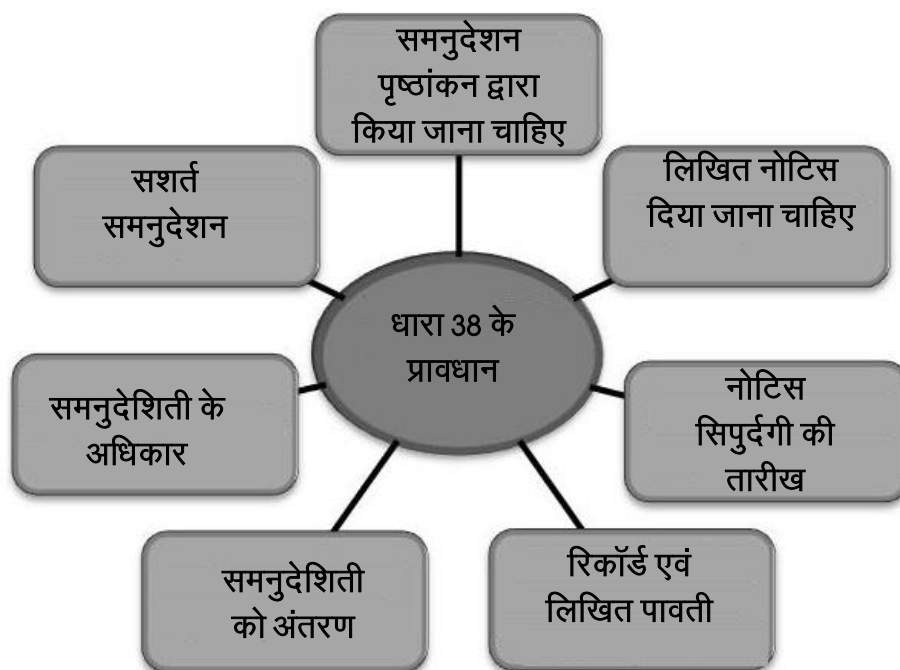 समनुदेशन
पृष्ठांकन द्वारा
किया जाना चाहिए
लिखित नोटिस
दिया जाना चाहिए
नोटिस
सिपुर्दगी की
तारीख
रिकॉर्ड एवं
लिखित पावती
समनुदेशिती
को अंतरण
समनुदेशिती के
अधिकार
सशर्त
समनुदेशन
धारा 38 के
प्रावधान